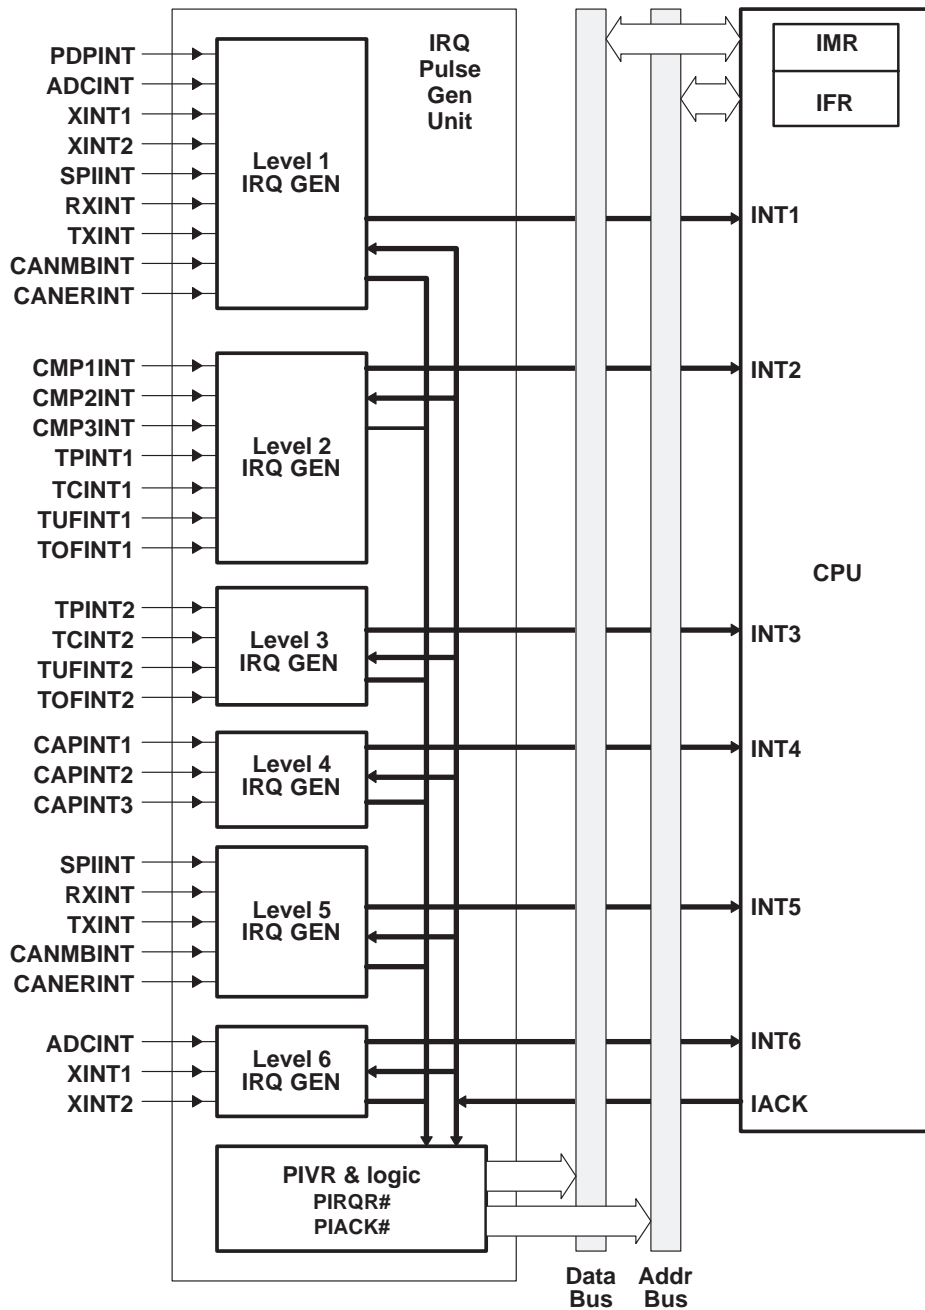 PDPINT
ADCINT
XINT1
XINT2
SPIINT
RXINT
TXINT
CANMBINT
CANERINT
Level 1
IRQ GEN
IRQ
Pulse
Gen
Unit
IMR
IFR
INT1
CMP1INT
CMP2INT
CMP3INT
TPINT1
TCINT1
TUFINT1
TOFINT1
Level 2
IRQ GEN
INT2
CPU
TPINT2
TCINT2
TUFINT2
TOFINT2
Level 3
IRQ GEN
INT3
CAPINT1
CAPINT2
CAPINT3
Level 4
IRQ GEN
INT4
SPIINT
RXINT
TXINT
CANMBINT
CANERINT
Level 5
IRQ GEN
INT5
ADCINT
XINT1
XINT2
Level 6
IRQ GEN
INT6
IACK
PIVR & logic
PIRQR#
PIACK#
Data
Bus
Addr
Bus